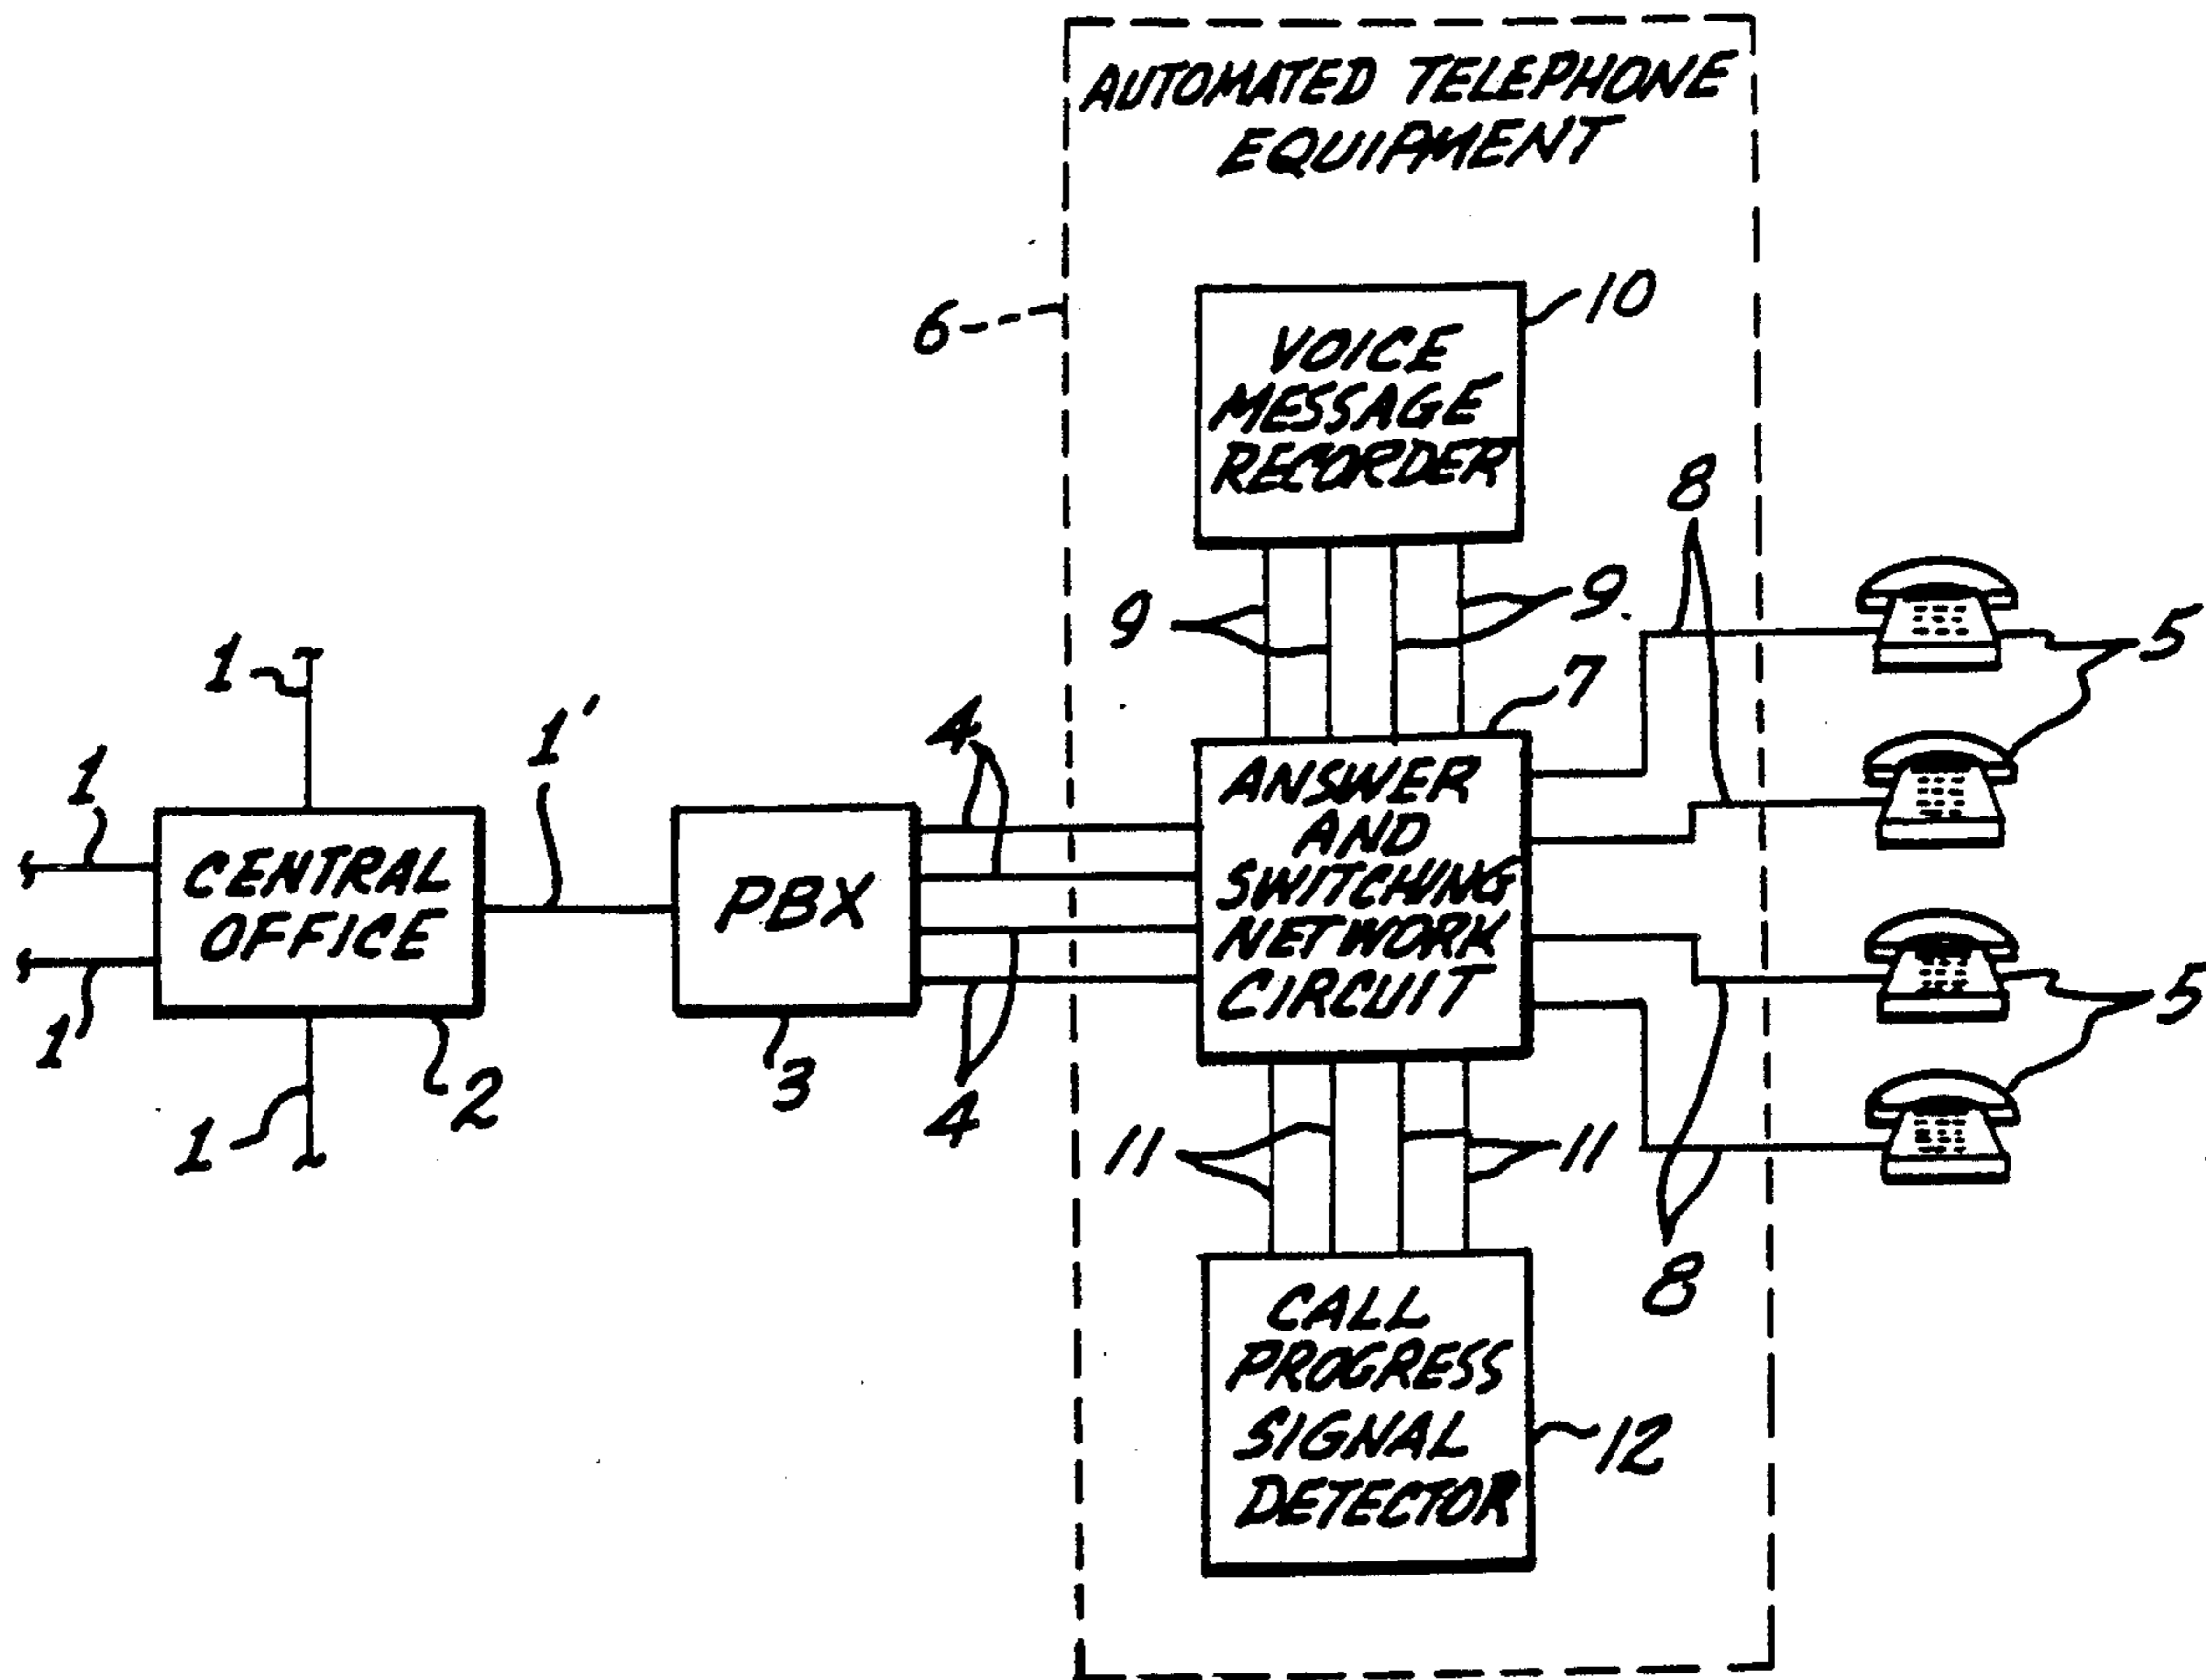 AUTOMATED TELEPHONE
EQUIPMENT
6
10
VOICE
MESSAGE
RECORDER
8
9
9
5
7
1
1'
4
1
ANSWER
AND
SWITCHING
NETWORK
CIRCUIT
CENTRAL
OFFICE
PBX
5
1
2
3
4
1
11
11
8
CALL
PROGRESS
SIGNAL
DETECTOR
12